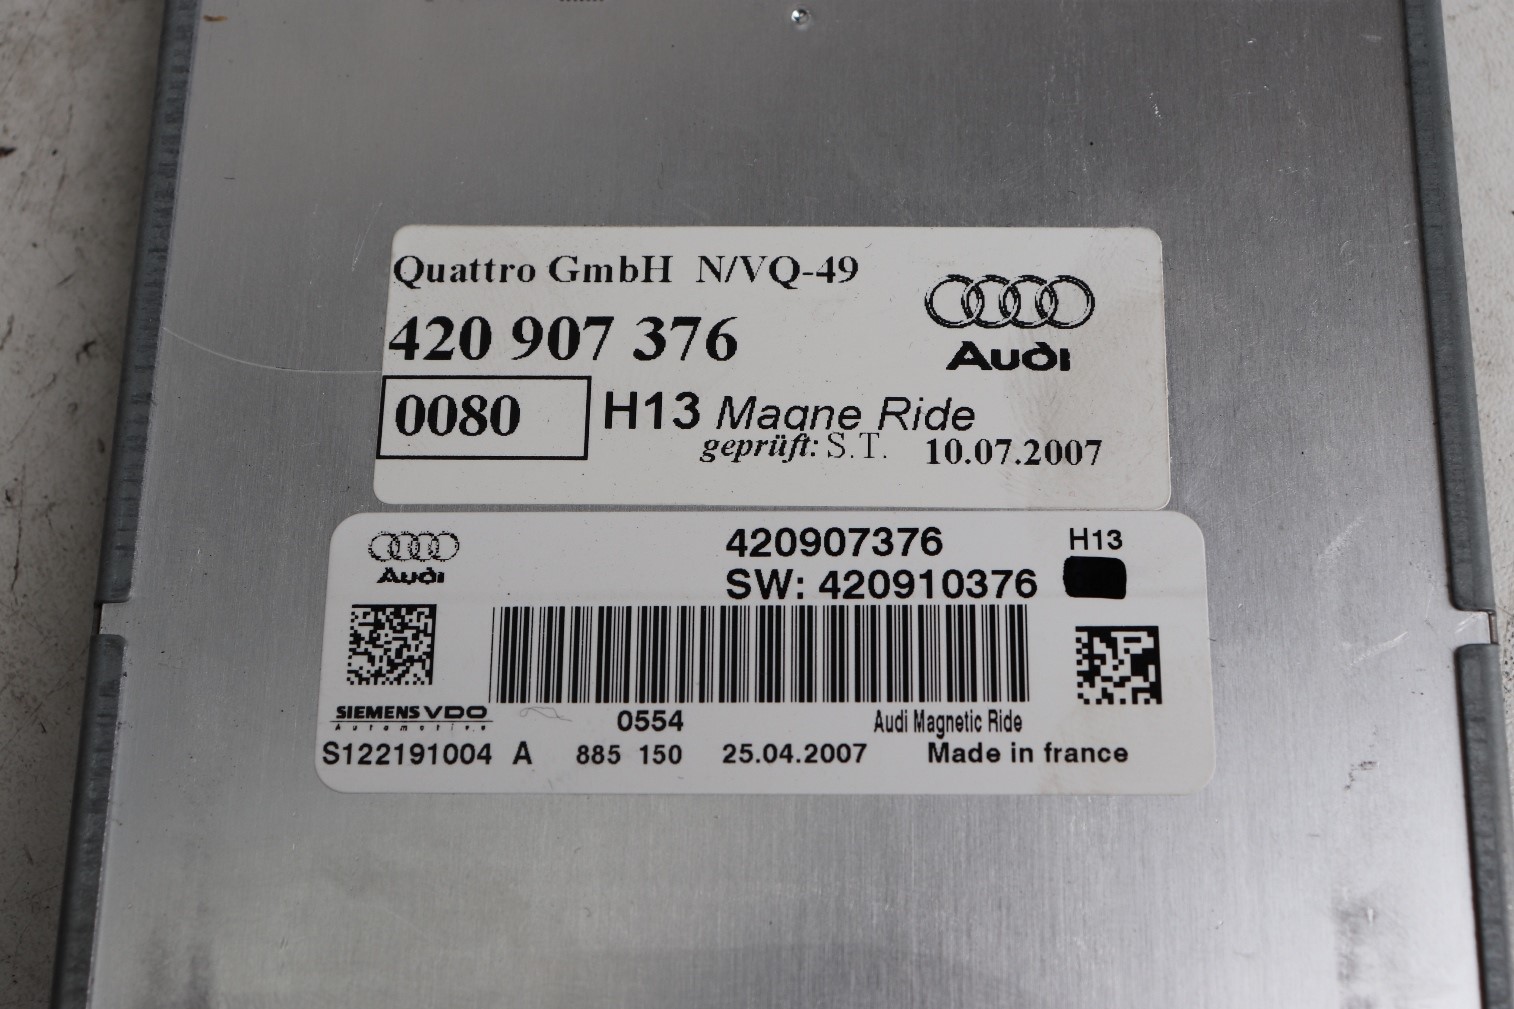 Quattro GmbH N/VQ-49
420 907 376
Audi
0080 H13 Magne Ride
geprüft: S.T. 10.07.2007
Audi
420907376 H13
SW: 420910376
SIEMENS VDO
Automotive
0554 Audi Magnetic Ride
S122191004 A 885 150 25.04.2007 Made in france